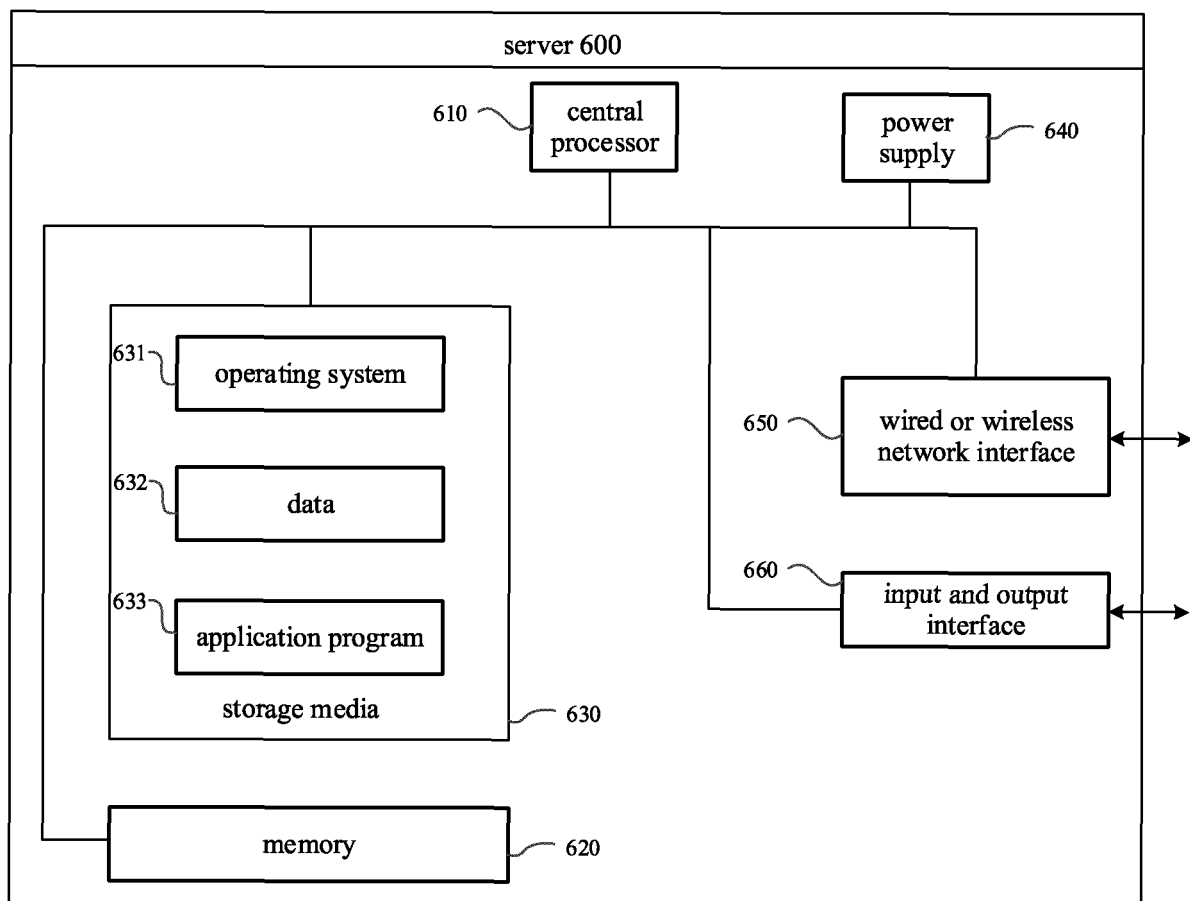 server 600
610
central
processor
power
supply
640
631
operating system
632
data
633
application program
storage media
630
650
wired or wireless
network interface
660
input and output
interface
memory
620